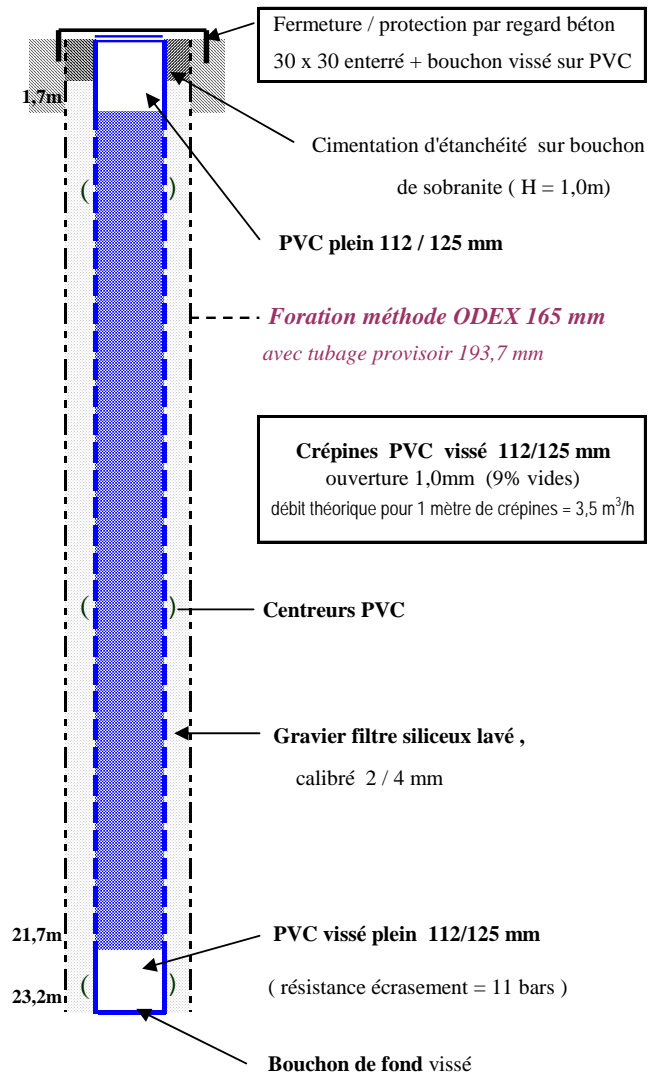 Fermeture / protection par regard béton
30 x 30 enterré + bouchon vissé sur PVC
1,7m
Cimentation d'étanchéité sur bouchon
de sobranite ( H = 1,0m)
PVC plein 112 / 125 mm
Foration méthode ODEX 165 mm
avec tubage provisoir 193,7 mm
Crépines PVC vissé 112/125 mm
ouverture 1,0mm (9% vides)
débit théorique pour 1 mètre de crépines = 3,5 m³/h
Centreurs PVC
Gravier filtre siliceux lavé ,
calibré 2 / 4 mm
21,7m
PVC vissé plein 112/125 mm
23,2m
( résistance écrasement = 11 bars )
Bouchon de fond vissé